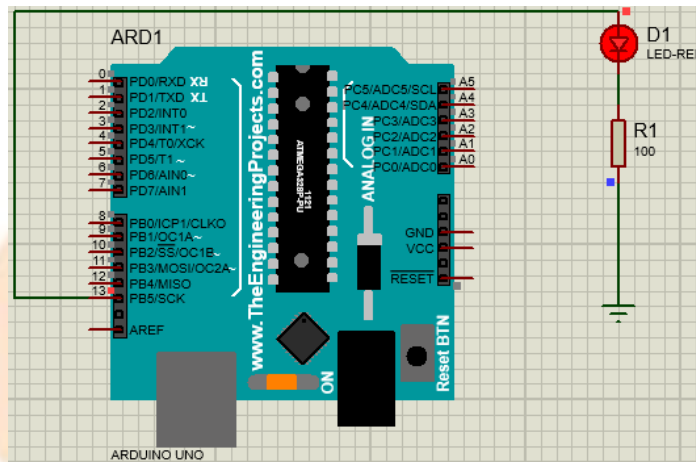 ARD1
0 PD0/RXD RX
1 PD1/TXD TX
2 PD2/INT0
3 PD3/INT1~
4 PD4/T0/XCK
5 PD5/T1~
6 PD6/AIN0~
7 PD7/AIN1
8 PB0/ICP1/CLKO
9 PB1/OC1A~
10 PB2/SS/OC1B~
11 PB3/MOSI/OC2A~
12 PB4/MISO
13 PB5/SCK
AREF
www.TheEngineeringProjects.com
ATMEGA328P-PU
1121
ANALOG IN
PC5/ADC5/SCL A5
PC4/ADC4/SDA A4
PC3/ADC3 A3
PC2/ADC2 A2
PC1/ADC1 A1
PC0/ADC0 A0
GND
VCC
RESET
Reset BTN
ON
ARDUINO UNO
D1
LED-RE
R1
100